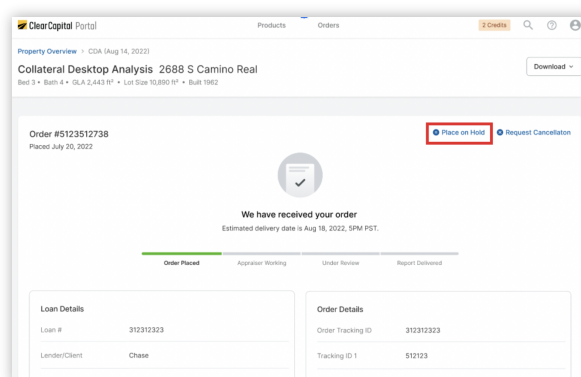 ClearCapital Portal
Products
Orders
2 Credits
Property Overview > CDA (Aug 14, 2022)
Collateral Desktop Analysis 2688 S Camino Real
Download
Bed 3 • Bath 4 • GLA 2,443 ft² • Lot Size 10,890 ft² • Built 1962
Order #5123512738
Place on Hold
Request Cancellaton
Placed July 20, 2022
We have received your order
Estimated delivery date is Aug 18, 2022, 5PM PST.
Order Placed
Appraiser Working
Under Review
Report Delivered
Loan Details
Loan # 312312323
Lender/Client Chase
Order Details
Order Tracking ID 312312323
Tracking ID 1 512123